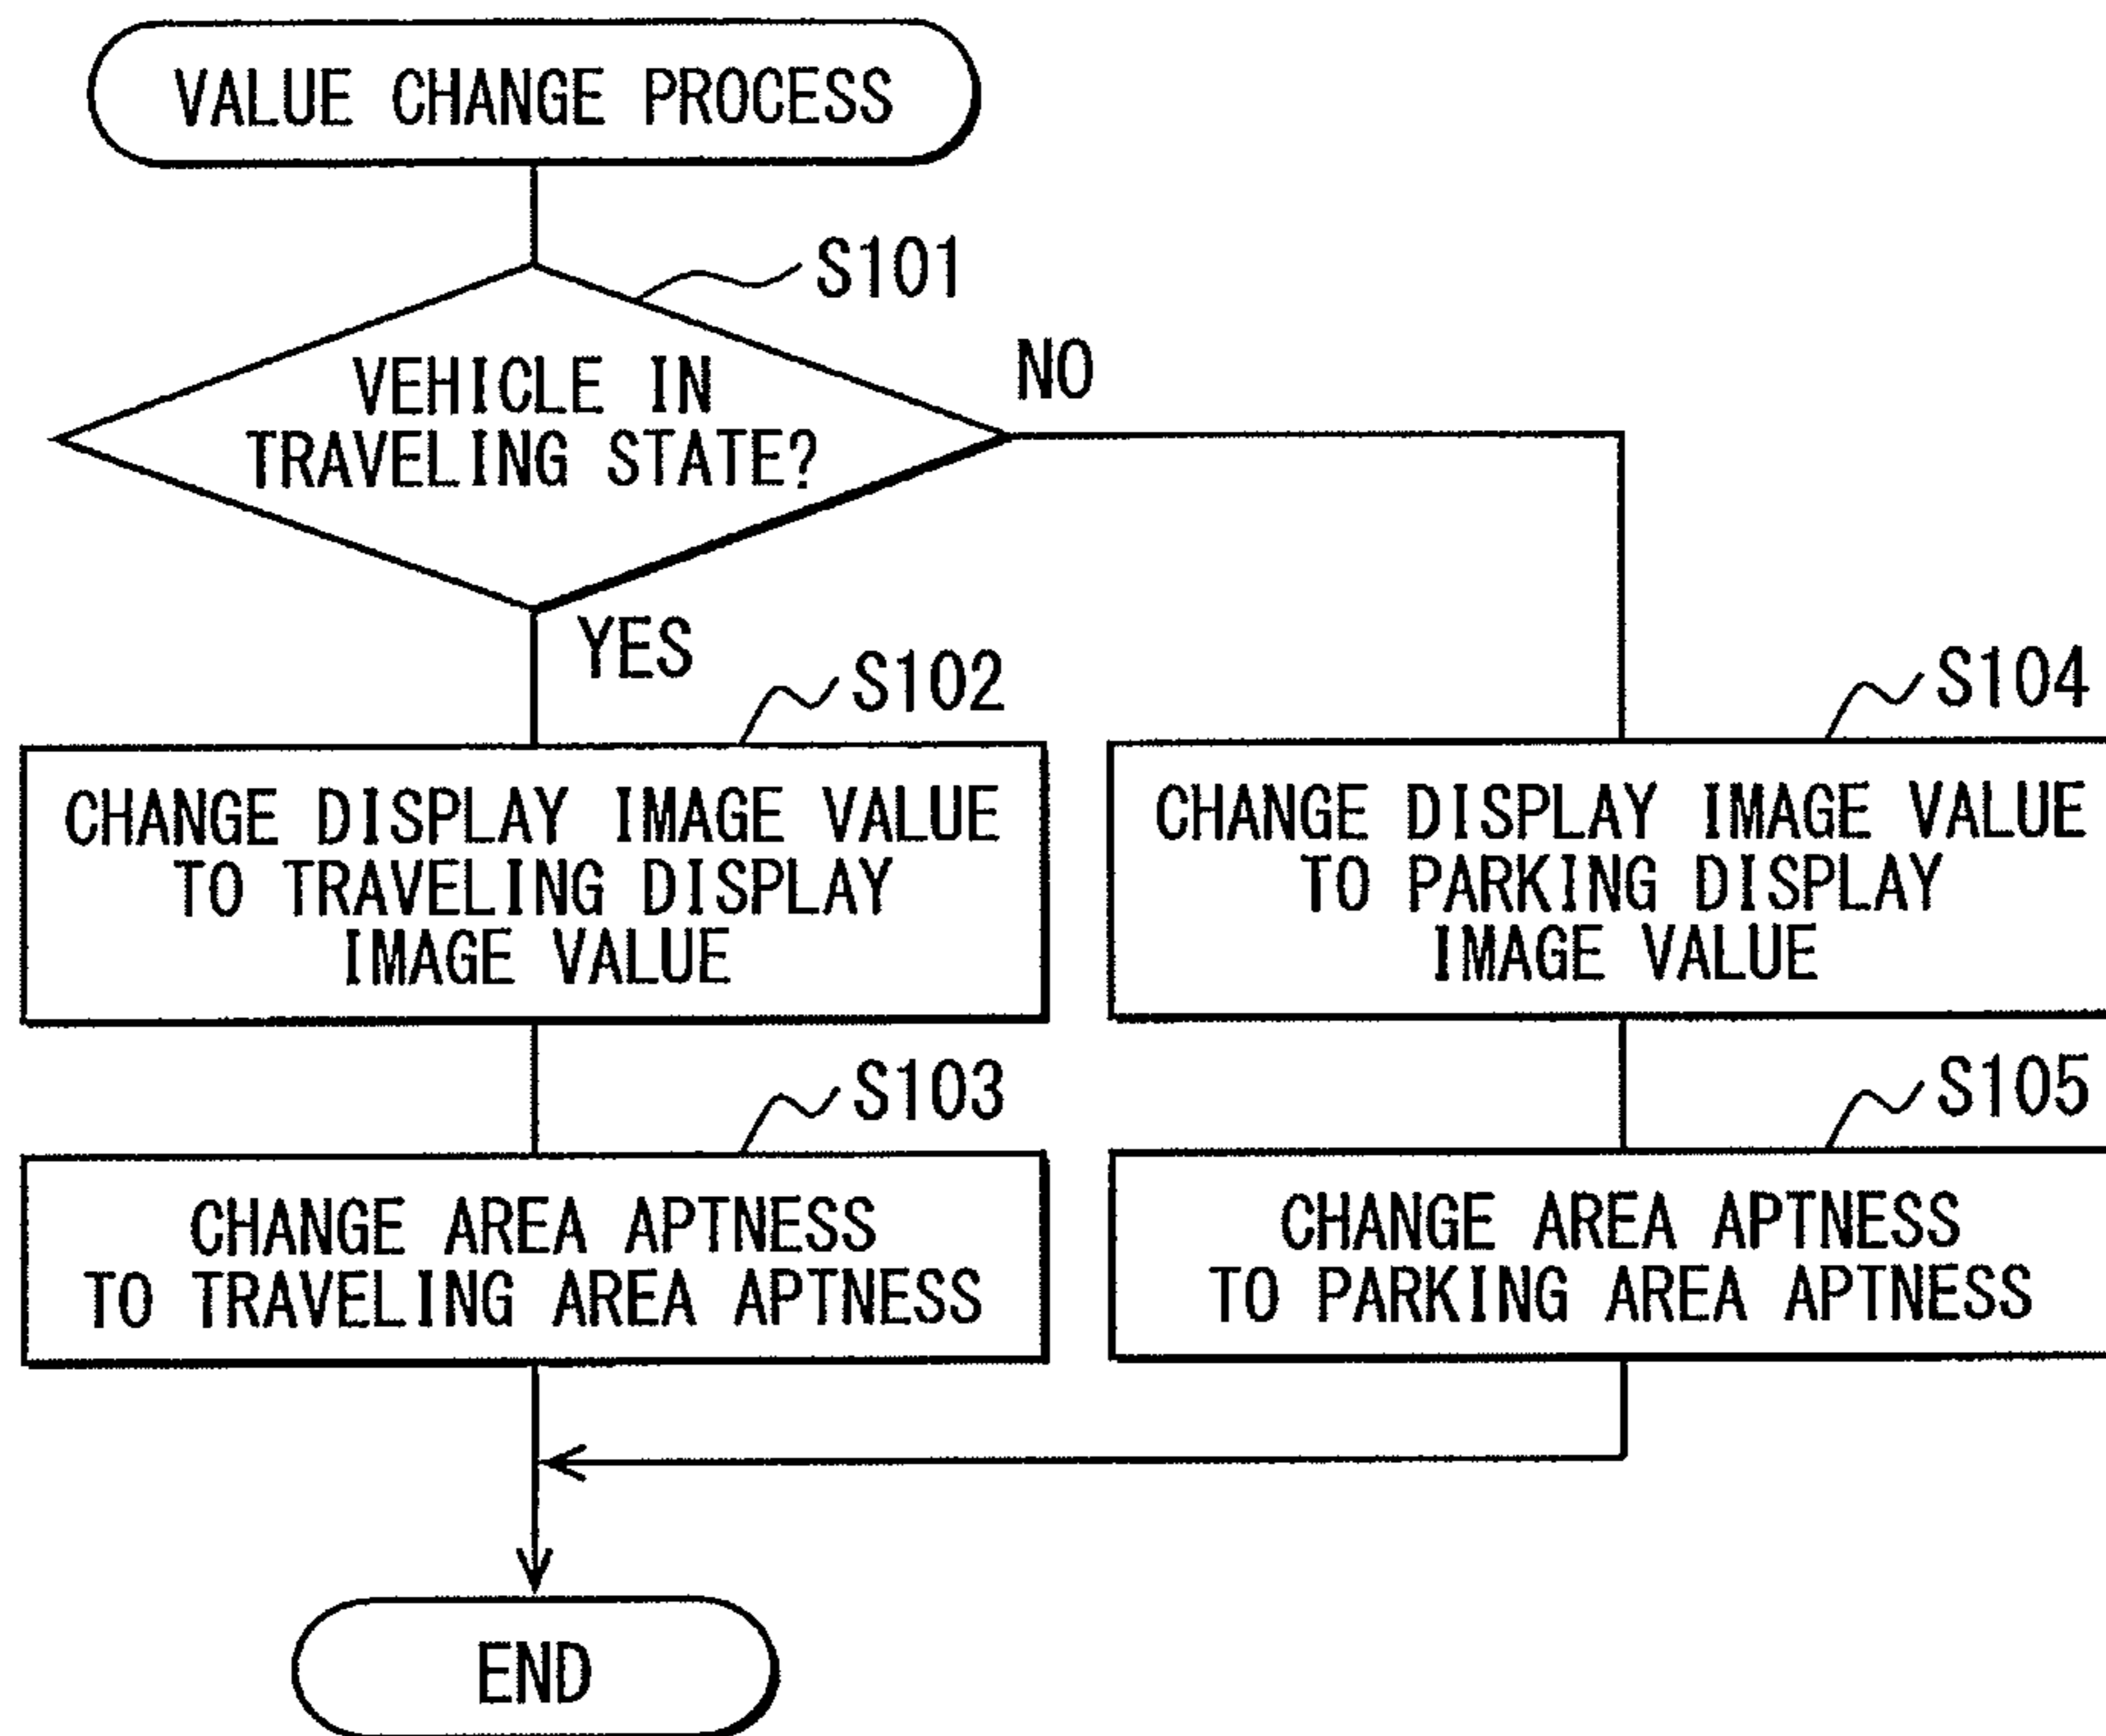 VALUE CHANGE PROCESS
S101
VEHICLE IN
TRAVELING STATE?
NO
YES
S102
CHANGE DISPLAY IMAGE VALUE
TO TRAVELING DISPLAY
IMAGE VALUE
S104
CHANGE DISPLAY IMAGE VALUE
TO PARKING DISPLAY
IMAGE VALUE
S103
CHANGE AREA APTNESS
TO TRAVELING AREA APTNESS
S105
CHANGE AREA APTNESS
TO PARKING AREA APTNESS
END